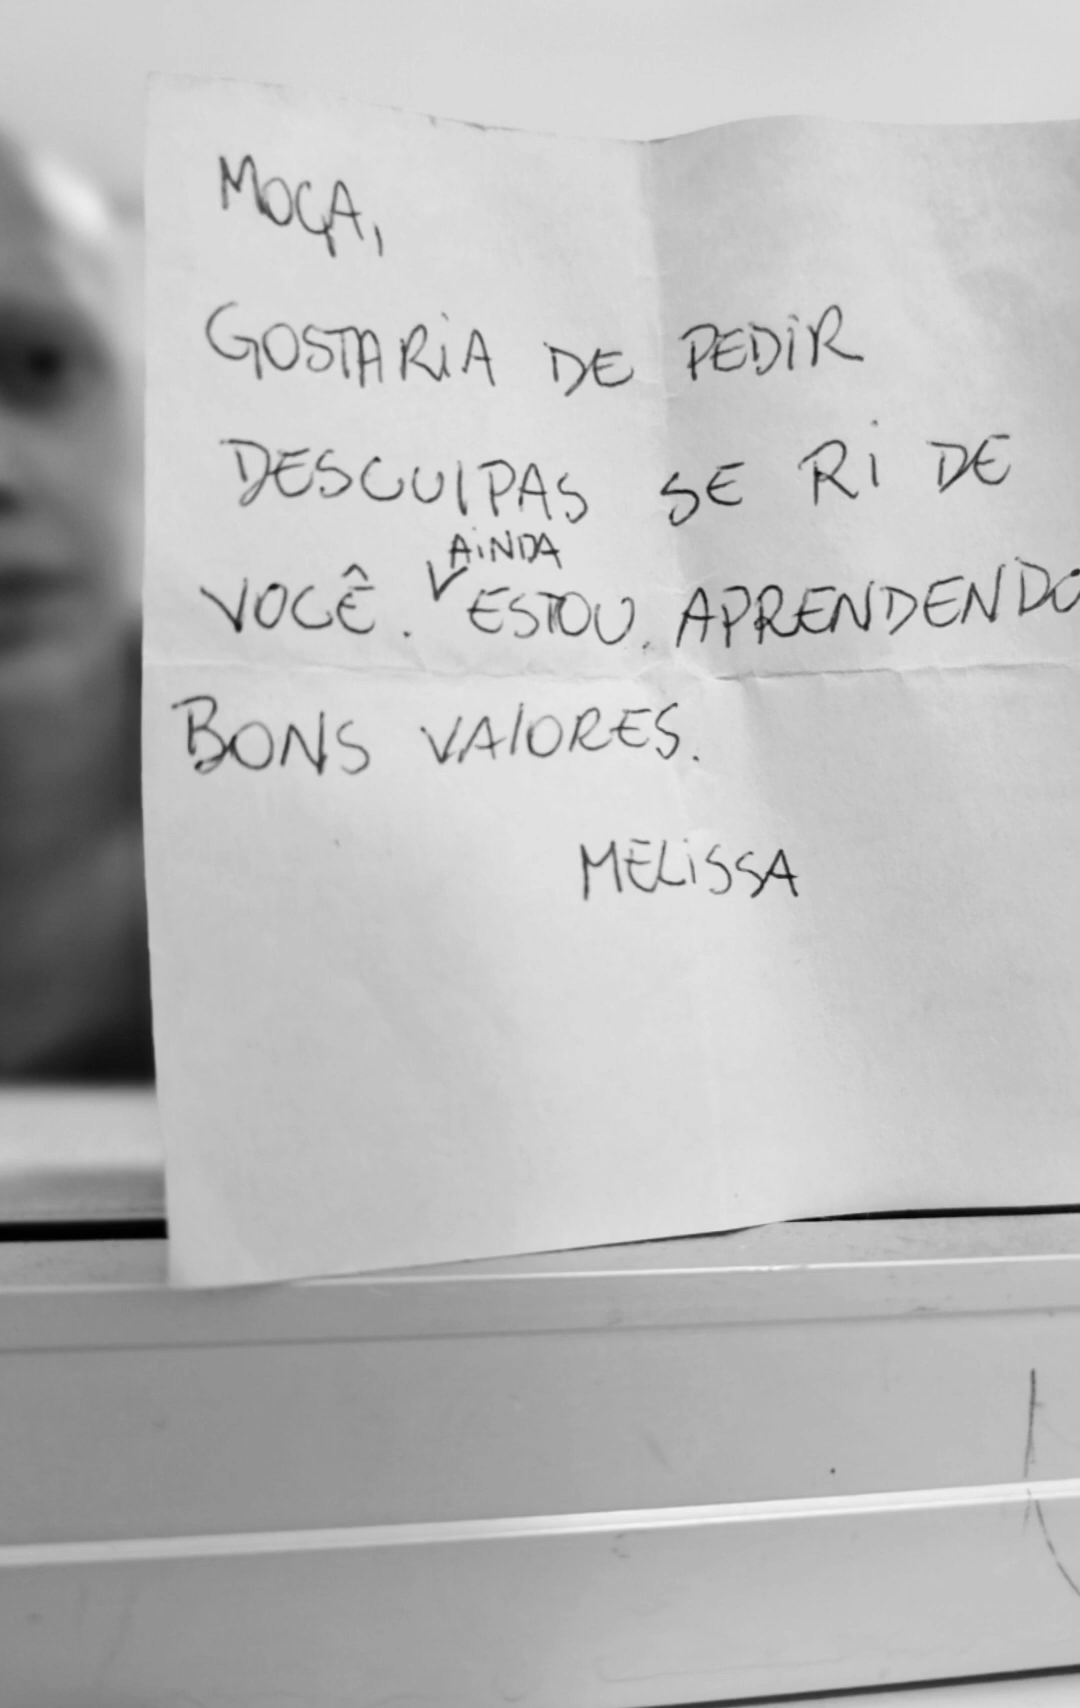 MOÇA,
GOSTARIA DE PEDIR
DESCULPAS SE RI DE
VOCÊ. AINDA ESTOU APRENDENDO
BONS VALORES.
MELISSA